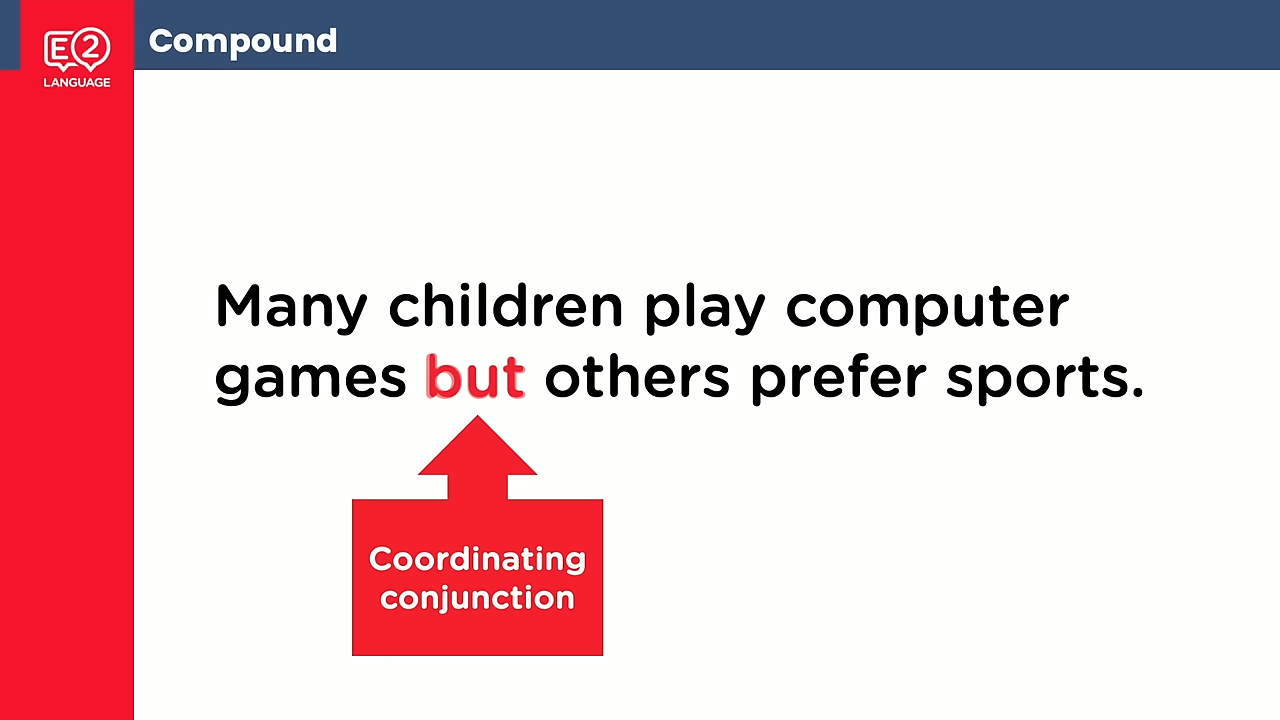 E2
LANGUAGE
Compound
Many children play computer
games but others prefer sports.
Coordinating
conjunction